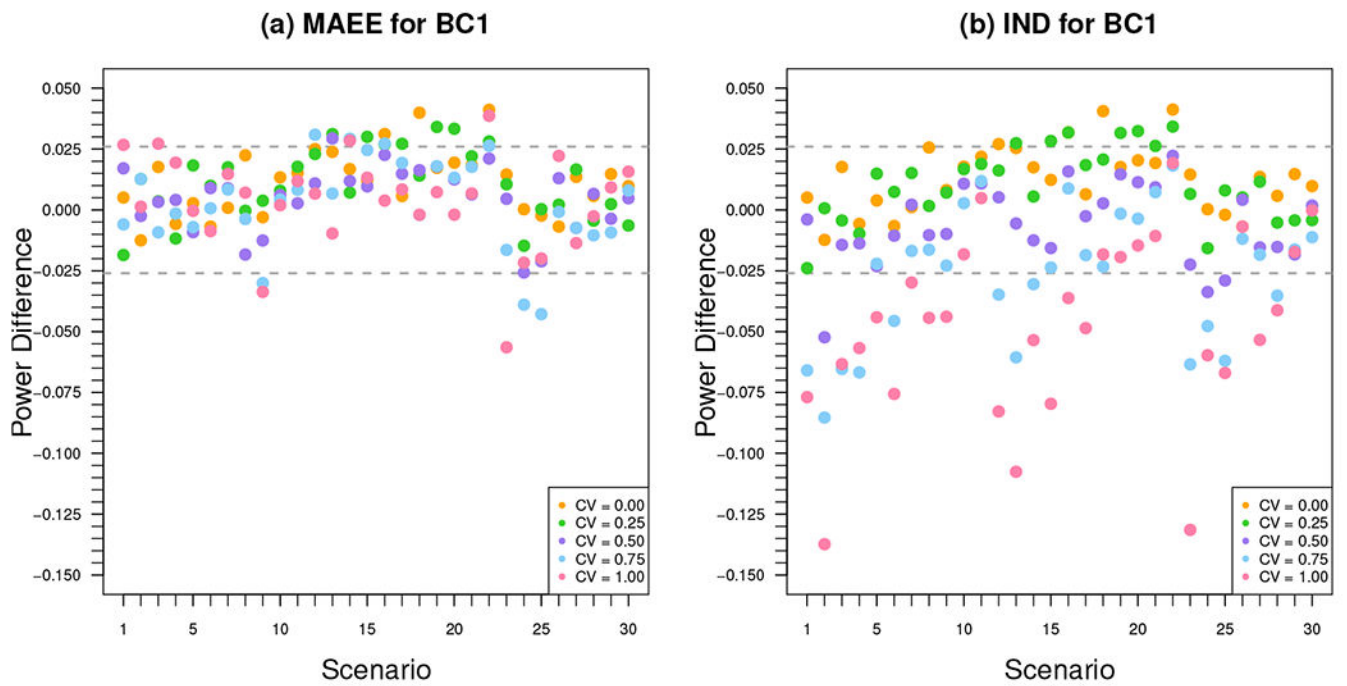 (a) MAEE for BC1
Power Difference
0.050
0.025
0.000
−0.025
−0.050
−0.075
−0.100
−0.125
−0.150
CV = 0.00
CV = 0.25
CV = 0.50
CV = 0.75
CV = 1.00
1 5 10 15 20 25 30
Scenario
(b) IND for BC1
Power Difference
0.050
0.025
0.000
−0.025
−0.050
−0.075
−0.100
−0.125
−0.150
CV = 0.00
CV = 0.25
CV = 0.50
CV = 0.75
CV = 1.00
1 5 10 15 20 25 30
Scenario